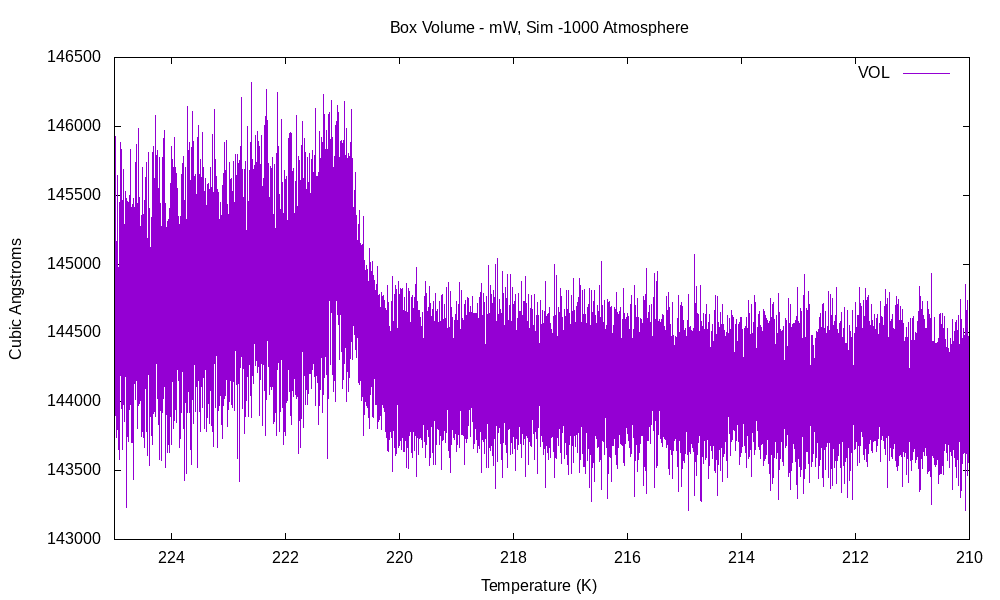 Box Volume - mW, Sim -1000 Atmosphere
VOL
146500
146000
145500
145000
144500
144000
143500
143000
Cubic Angstroms
224 222 220 218 216 214 212 210
Temperature (K)